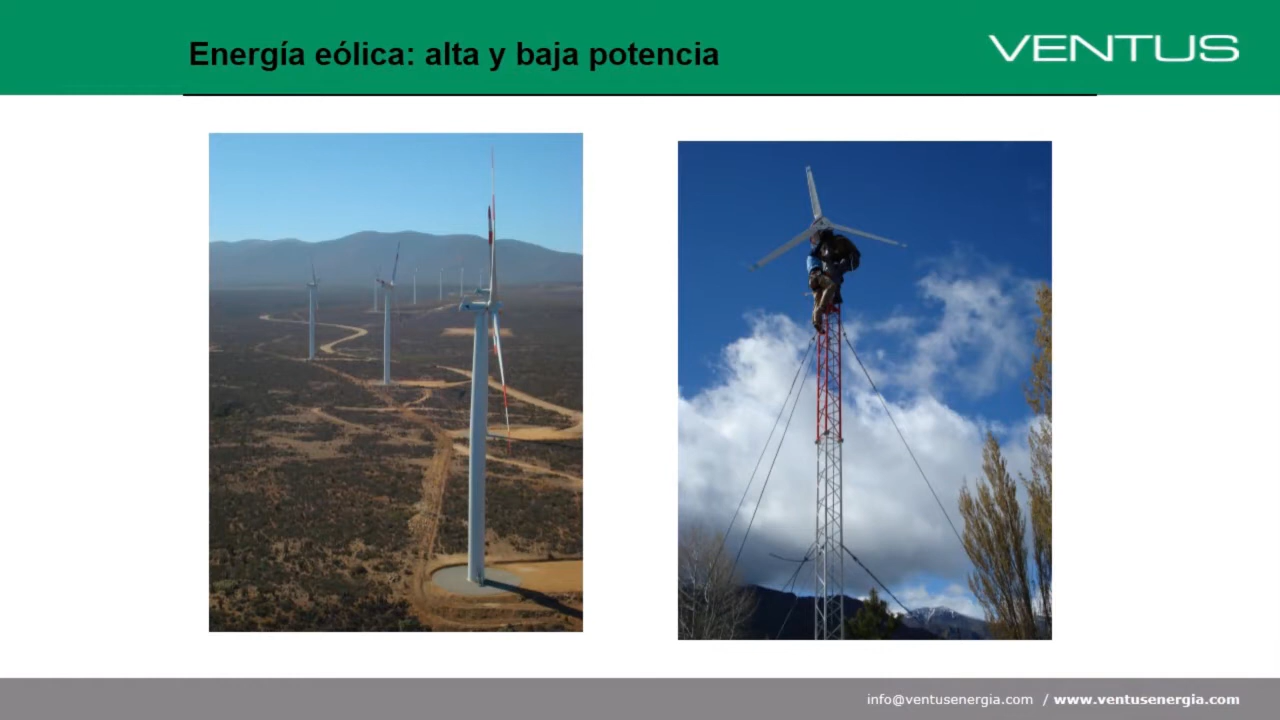 Energía eólica: alta y baja potencia
VENTUS
info@ventusenergia.com / www.ventusenergia.com